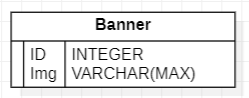 Banner
ID INTEGER
Img VARCHAR(MAX)